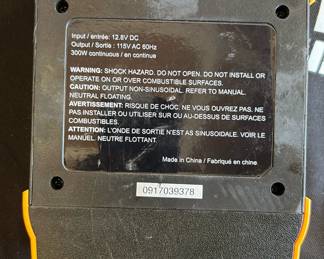 Input / entrée: 12.8V DC
Output / Sortie : 115V AC 60Hz
300W continuous / en continue
WARNING: SHOCK HAZARD. DO NOT OPEN. DO NOT INSTALL OR
OPERATE ON OR OVER COMBUSTIBLE SURFACES.
CAUTION: OUTPUT NON-SINUSOIDAL. REFER TO MANUAL.
NEUTRAL FLOATING.
AVERTISSEMENT: RISQUE DE CHOC. NE VOUS OUVREZ PAS. NE
PAS INSTALLER OU UTILISER SUR OU AU-DESSUS DE SURFACES
COMBUSTIBLES.
ATTENTION: L'ONDE DE SORTIE N'EST AS SINUSOIDALE. VOIR LE
MANUEL. NEUTRE FLOTTANT.
Made in China / Fabriqué en chine
0917039378